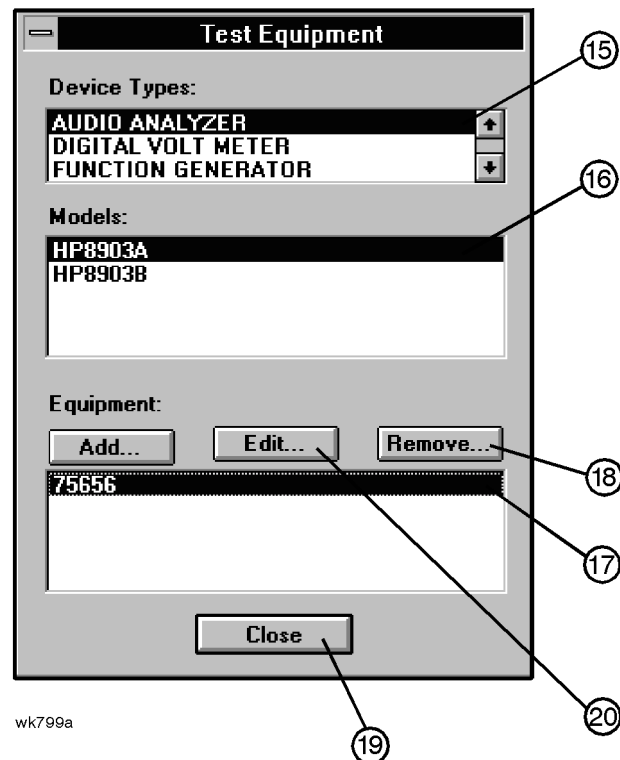 Test Equipment
15
Device Types:
AUDIO ANALYZER
DIGITAL VOLT METER
FUNCTION GENERATOR
16
Models:
HP8903A
HP8903B
Equipment:
Add... Edit... Remove...
18
75656
17
Close
wk799a
20
19